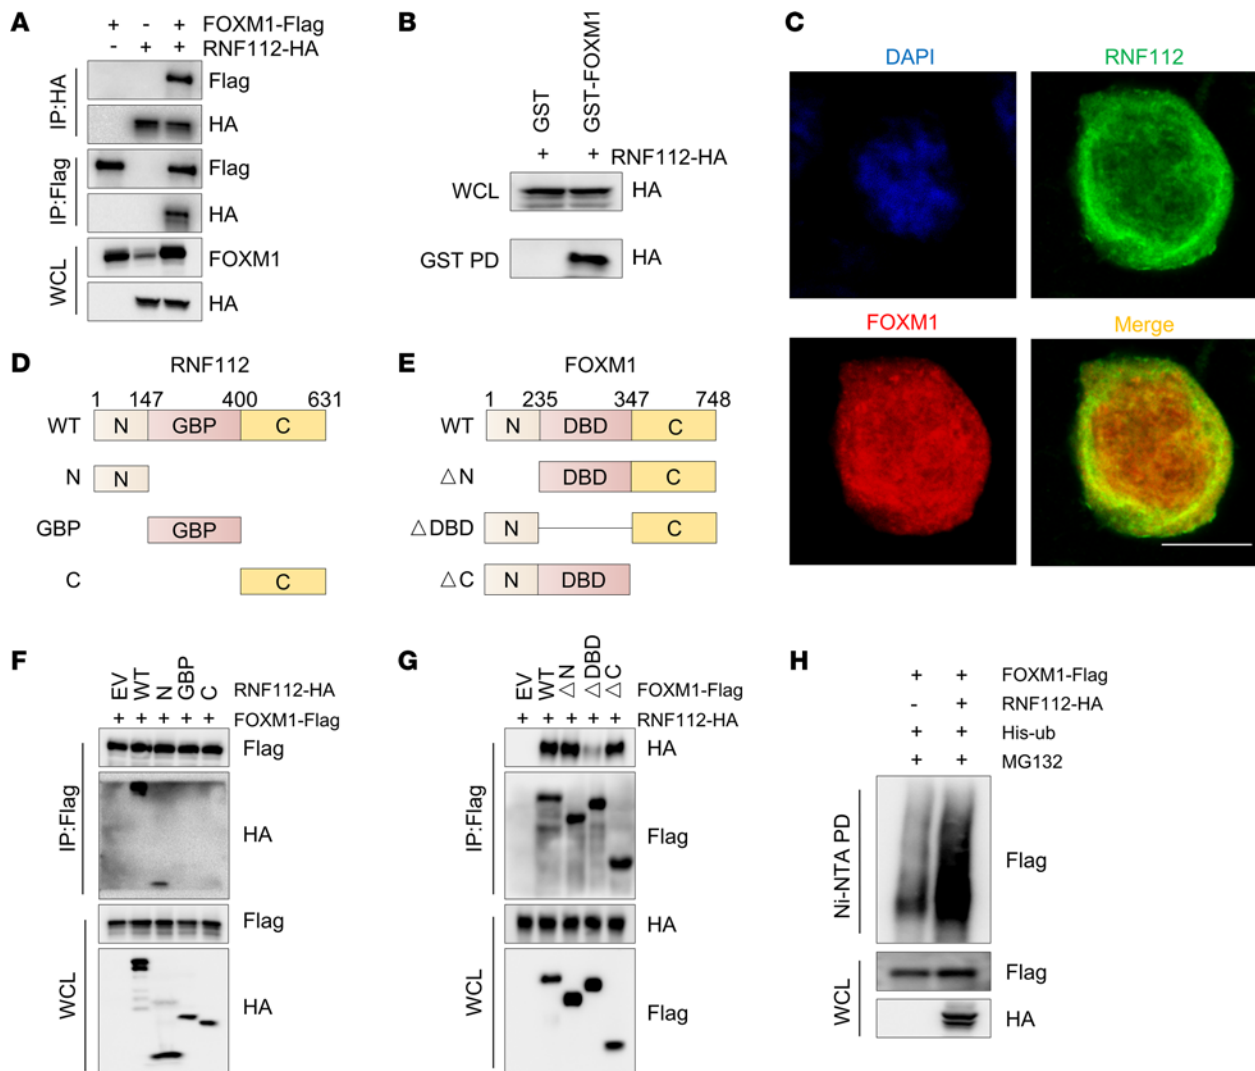 A
+ - + FOXM1-Flag
- + + RNF112-HA
IP:HA
Flag
HA
IP:Flag
Flag
HA
WCL
FOXM1
HA
B
GST
GST-FOXM1
+ + RNF112-HA
WCL HA
GST PD HA
C
DAPI RNF112
FOXM1 Merge
D
RNF112
1 147 400 631
WT N GBP C
N N
GBP GBP
C C
E
FOXM1
1 235 347 748
WT N DBD C
△N DBD C
△DBD N C
△C N DBD
F
EV WT N GBP C RNF112-HA
+ + + + + FOXM1-Flag
IP:Flag
Flag
HA
WCL
Flag
HA
G
EV WT △N △DBD △C FOXM1-Flag
+ + + + + RNF112-HA
IP:Flag
HA
Flag
WCL
HA
Flag
H
+ + FOXM1-Flag
- + RNF112-HA
+ + His-ub
+ + MG132
Ni-NTA PD
Flag
WCL
Flag
HA